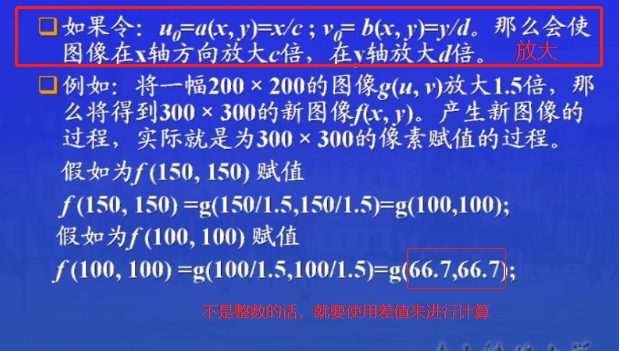 如果令：u₀=a(x, y)=x/c ; v₀= b(x, y)=y/d。那么会使
图像在x轴方向放大c倍，在y轴放大d倍。 放大
例如：将一幅200 × 200的图像g(u, v)放大1.5倍，那
么将得到300 × 300的新图像f(x, y)。产生新图像的
过程，实际就是为300 × 300的像素赋值的过程。
假如为f (150, 150) 赋值
f (150, 150) =g(150/1.5,150/1.5)=g(100,100);
假如为f (100, 100) 赋值
f (100, 100) =g(100/1.5,100/1.5)=g(66.7,66.7);
不是整数的话，就要使用差值来进行计算